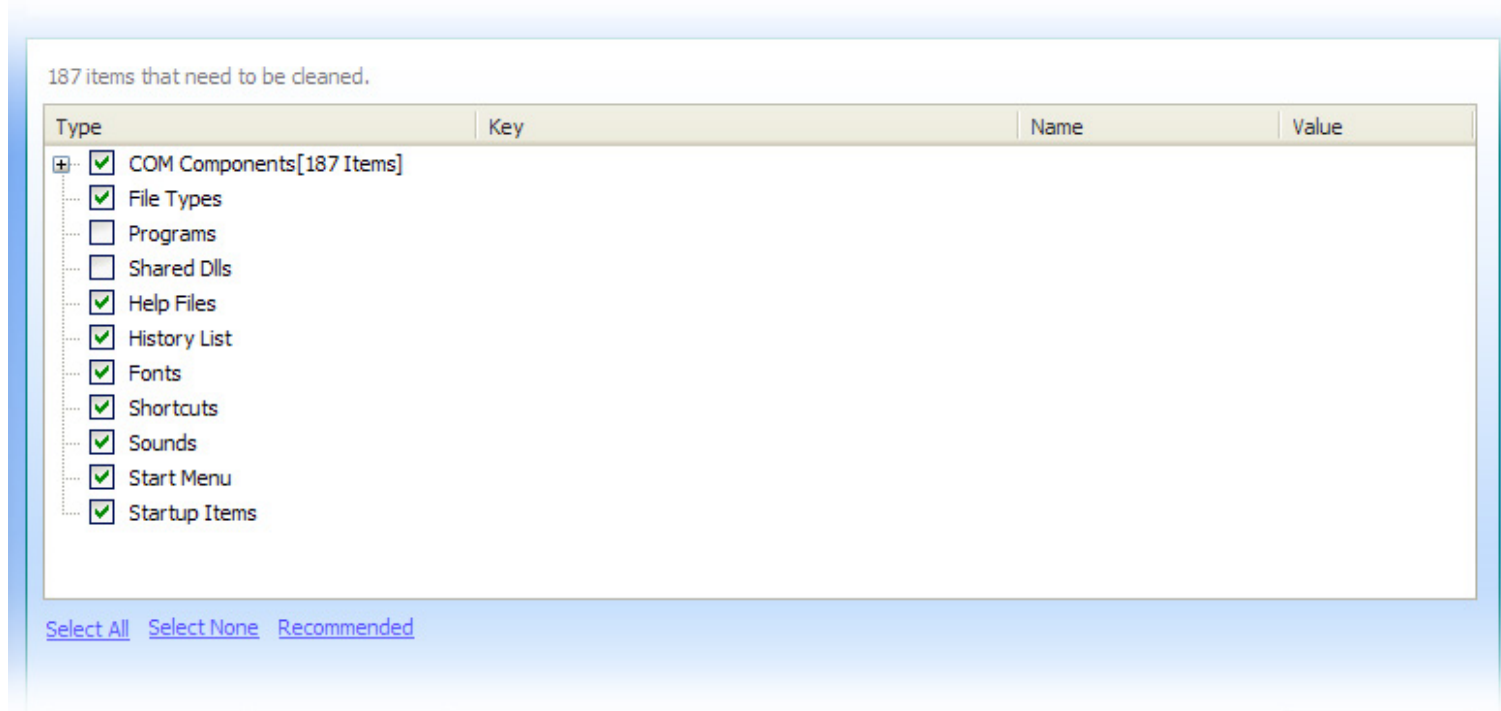 187 items that need to be cleaned.
Type Key Name Value
COM Components[187 Items]
File Types
Programs
Shared Dlls
Help Files
History List
Fonts
Shortcuts
Sounds
Start Menu
Startup Items
Select All Select None Recommended